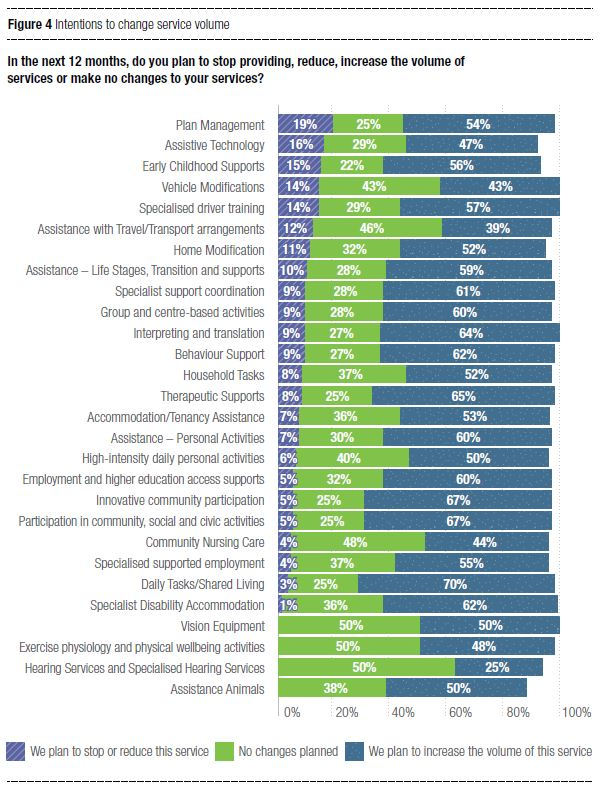 Figure 4 Intentions to change service volume
In the next 12 months, do you plan to stop providing, reduce, increase the volume of
services or make no changes to your services?
Plan Management 19% 25% 54%
Assistive Technology 16% 29% 47%
Early Childhood Supports 15% 22% 56%
Vehicle Modifications 14% 43% 43%
Specialised driver training 14% 29% 57%
Assistance with Travel/Transport arrangements 12% 46% 39%
Home Modification 11% 32% 52%
Assistance – Life Stages, Transition and supports 10% 28% 59%
Specialist support coordination 9% 28% 61%
Group and centre-based activities 9% 28% 60%
Interpreting and translation 9% 27% 64%
Behaviour Support 9% 27% 62%
Household Tasks 8% 37% 52%
Therapeutic Supports 8% 25% 65%
Accommodation/Tenancy Assistance 7% 36% 53%
Assistance – Personal Activities 7% 30% 60%
High-intensity daily personal activities 6% 40% 50%
Employment and higher education access supports 5% 32% 60%
Innovative community participation 5% 25% 67%
Participation in community, social and civic activities 5% 25% 67%
Community Nursing Care 4% 48% 44%
Specialised supported employment 4% 37% 55%
Daily Tasks/Shared Living 3% 25% 70%
Specialist Disability Accommodation 1% 36% 62%
Vision Equipment 50% 50%
Exercise physiology and physical wellbeing activities 50% 48%
Hearing Services and Specialised Hearing Services 50% 25%
Assistance Animals 38% 50%
0% 20% 40% 60% 80% 100%
We plan to stop or reduce this service No changes planned We plan to increase the volume of this service